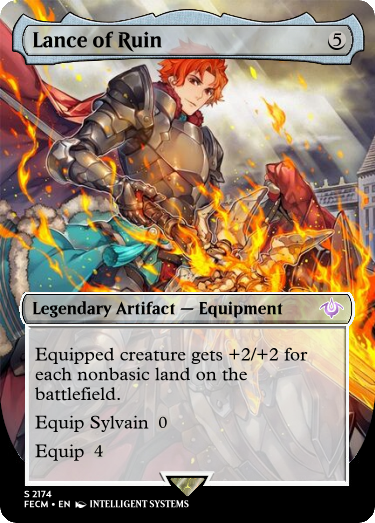 Lance of Ruin 5
Legendary Artifact — Equipment
Equipped creature gets +2/+2 for
each nonbasic land on the
battlefield.
Equip Sylvain 0
Equip 4
S 2174
FECM • EN INTELLIGENT SYSTEMS